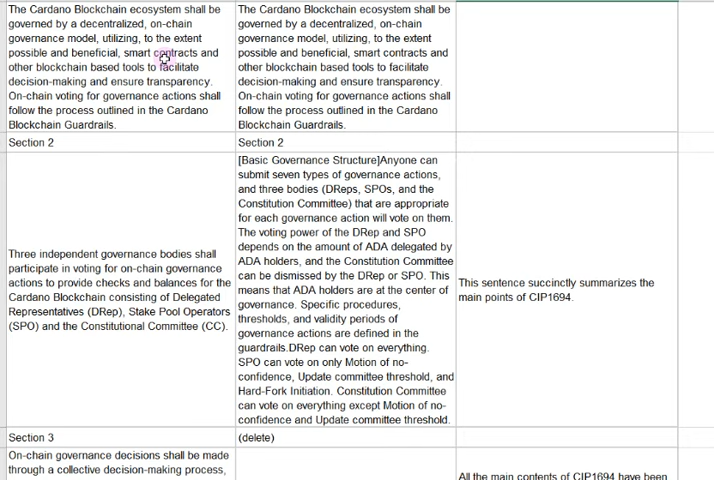 The Cardano Blockchain ecosystem shall be
governed by a decentralized, on-chain
governance model, utilizing, to the extent
possible and beneficial, smart contracts and
other blockchain based tools to facilitate
decision-making and ensure transparency.
On-chain voting for governance actions shall
follow the process outlined in the Cardano
Blockchain Guardrails.
The Cardano Blockchain ecosystem shall be
governed by a decentralized, on-chain
governance model, utilizing, to the extent
possible and beneficial, smart contracts and
other blockchain based tools to facilitate
decision-making and ensure transparency.
On-chain voting for governance actions shall
follow the process outlined in the Cardano
Blockchain Guardrails.
Section 2
Section 2
Three independent governance bodies shall
participate in voting for on-chain governance
actions to provide checks and balances for the
Cardano Blockchain consisting of Delegated
Representatives (DRep), Stake Pool Operators
(SPO) and the Constitutional Committee (CC).
[Basic Governance Structure]Anyone can
submit seven types of governance actions,
and three bodies (DReps, SPOs, and the
Constitution Committee) that are appropriate
for each governance action will vote on them.
The voting power of the DRep and SPO
depends on the amount of ADA delegated by
ADA holders, and the Constitution Committee
can be dismissed by the DRep or SPO. This
means that ADA holders are at the center of
governance. Specific procedures,
thresholds, and validity periods of
governance actions are defined in the
guardrails.DRep can vote on everything.
SPO can vote on only Motion of no-
confidence, Update committee threshold, and
Hard-Fork Initiation. Constitution Committee
can vote on everything except Motion of no-
confidence and Update committee threshold.
This sentence succinctly summarizes the
main points of CIP1694.
Section 3
(delete)
On-chain governance decisions shall be made
through a collective decision-making process,
All the main contents of CIP1694 have been